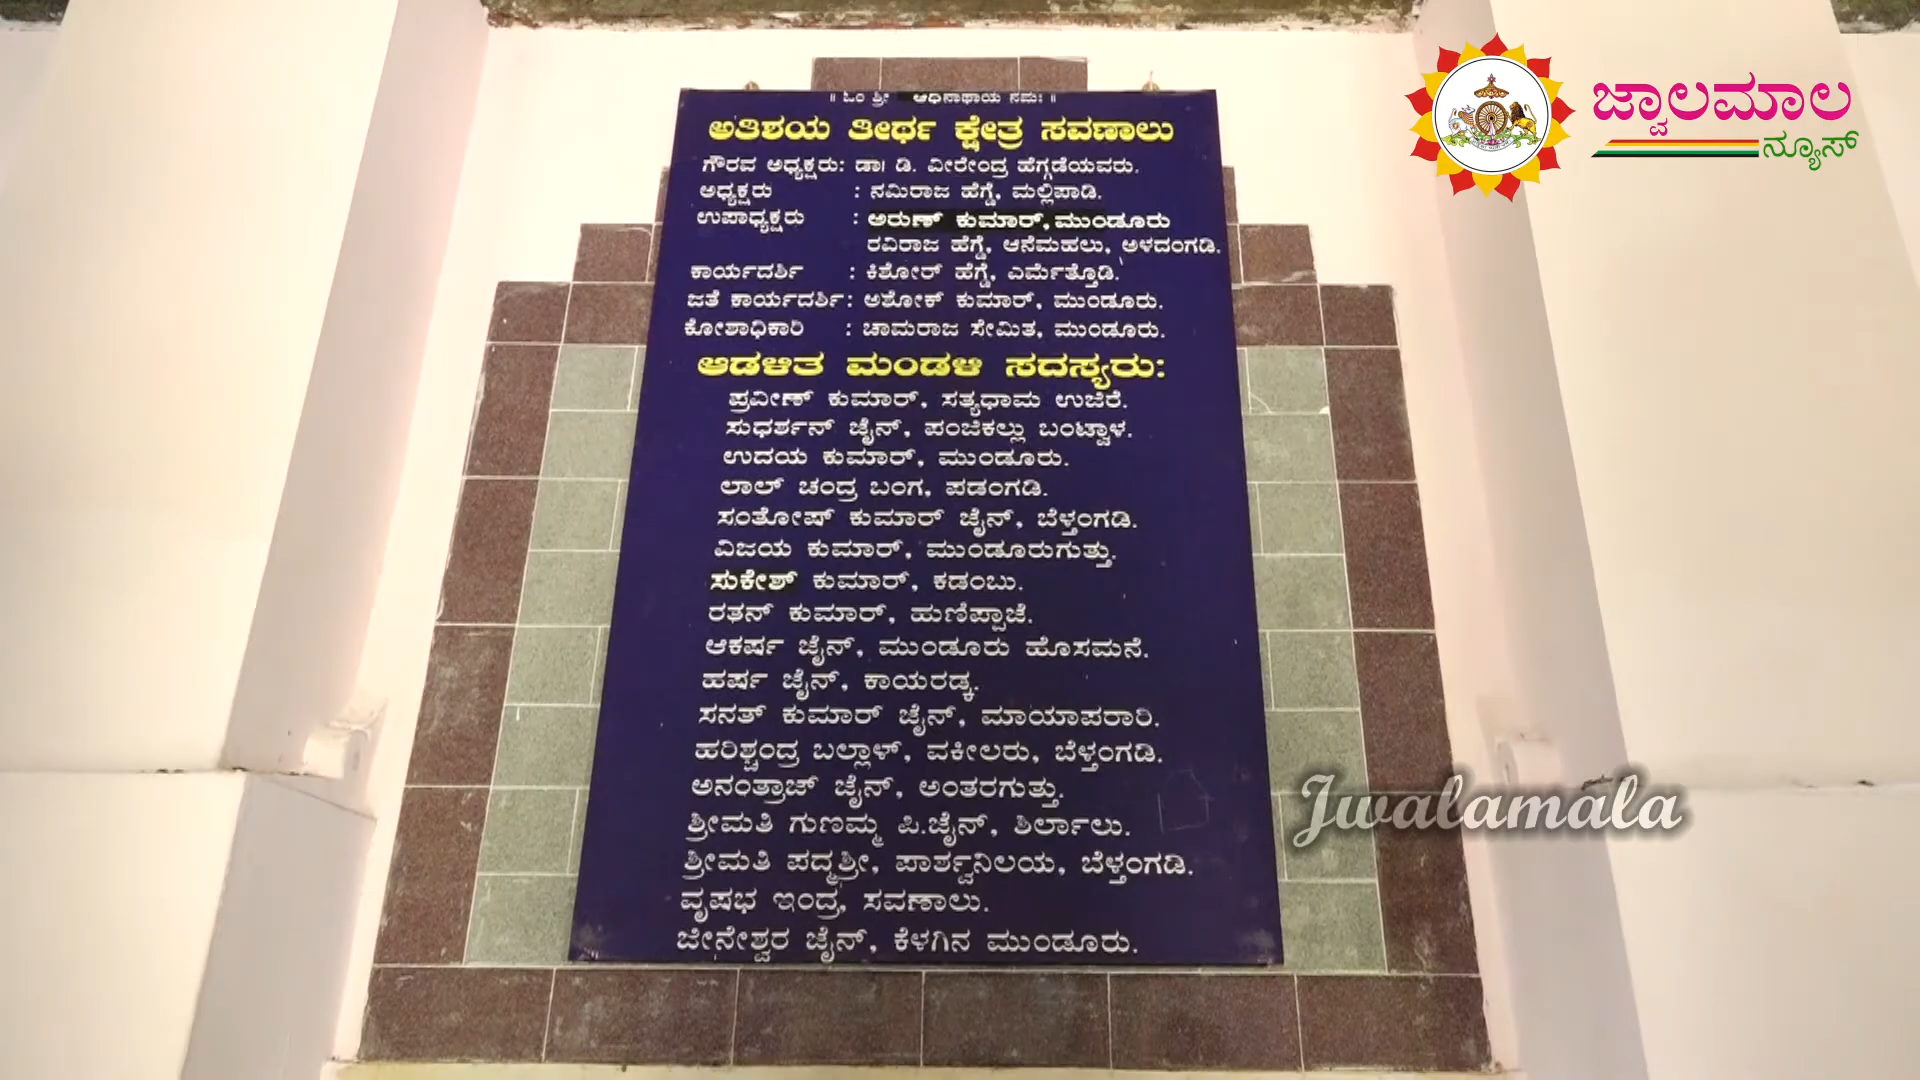 ॥ ಓಂ ಶ್ರೀ ಆಧಿನಾಥಾಯ ನಮಃ ॥
ಅತಿಶಯ ತೀರ್ಥ ಕ್ಷೇತ್ರ ಸವಣಾಲು
ಗೌರವ ಅಧ್ಯಕ್ಷರು: ಡಾ। ಡಿ. ವೀರೇಂದ್ರ ಹೆಗ್ಗಡೆಯವರು.
ಅಧ್ಯಕ್ಷರು : ನಮಿರಾಜ ಹೆಗ್ಡೆ, ಮಲ್ಲಿಪಾಡಿ.
ಉಪಾಧ್ಯಕ್ಷರು : ಅರುಣ್ ಕುಮಾರ್, ಮುಂಡೂರು
ರವಿರಾಜ ಹೆಗ್ಡೆ, ಆನೆಮಹಲು, ಅಳದಂಗಡಿ.
ಕಾರ್ಯದರ್ಶಿ : ಕಿಶೋರ್ ಹೆಗ್ಡೆ, ಎರ್ಮೆತ್ತೊಡಿ.
ಜತೆ ಕಾರ್ಯದರ್ಶಿ: ಅಶೋಕ್ ಕುಮಾರ್, ಮುಂಡೂರು.
ಕೋಶಾಧಿಕಾರಿ : ಚಾಮರಾಜ ಸೇಮಿತ, ಮುಂಡೂರು.
ಆಡಳಿತ ಮಂಡಳಿ ಸದಸ್ಯರು:
ಪ್ರವೀಣ್ ಕುಮಾರ್, ಸತ್ಯಧಾಮ ಉಜಿರೆ.
ಸುಧರ್ಶನ್ ಜೈನ್, ಪಂಜಿಕಲ್ಲು ಬಂಟ್ವಾಳ.
ಉದಯ ಕುಮಾರ್, ಮುಂಡೂರು.
ಲಾಲ್ ಚಂದ್ರ ಬಂಗ, ಪಡಂಗಡಿ.
ಸಂತೋಷ್ ಕುಮಾರ್ ಜೈನ್, ಬೆಳ್ತಂಗಡಿ.
ವಿಜಯ ಕುಮಾರ್, ಮುಂಡೂರುಗುತ್ತು.
ಸುಕೇಶ್ ಕುಮಾರ್, ಕಡಂಬು.
ರತನ್ ಕುಮಾರ್, ಹುಣಿಪ್ಪಾಜೆ.
ಆಕರ್ಷ ಜೈನ್, ಮುಂಡೂರು ಹೊಸಮನೆ.
ಹರ್ಷ ಜೈನ್, ಕಾಯರಡ್ಕ.
ಸನತ್ ಕುಮಾರ್ ಜೈನ್, ಮಾಯಾಪರಾರಿ.
ಹರಿಶ್ಚಂದ್ರ ಬಲ್ಲಾಳ್, ವಕೀಲರು, ಬೆಳ್ತಂಗಡಿ.
ಅನಂತ್ರಾಜ್ ಜೈನ್, ಅಂತರಗುತ್ತು.
ಶ್ರೀಮತಿ ಗುಣಮ್ಮ ಪಿ.ಜೈನ್, ಶಿರ್ಲಾಲು.
ಶ್ರೀಮತಿ ಪದ್ಮಶ್ರೀ, ಪಾರ್ಶ್ವನಿಲಯ, ಬೆಳ್ತಂಗಡಿ.
ವೃಷಭ ಇಂದ್ರ, ಸವಣಾಲು.
ಜೀನೇಶ್ವರ ಜೈನ್, ಕೆಳಗಿನ ಮುಂಡೂರು.
ಜ್ವಾಲಮಾಲ
ನ್ಯೂಸ್
Jwalamala